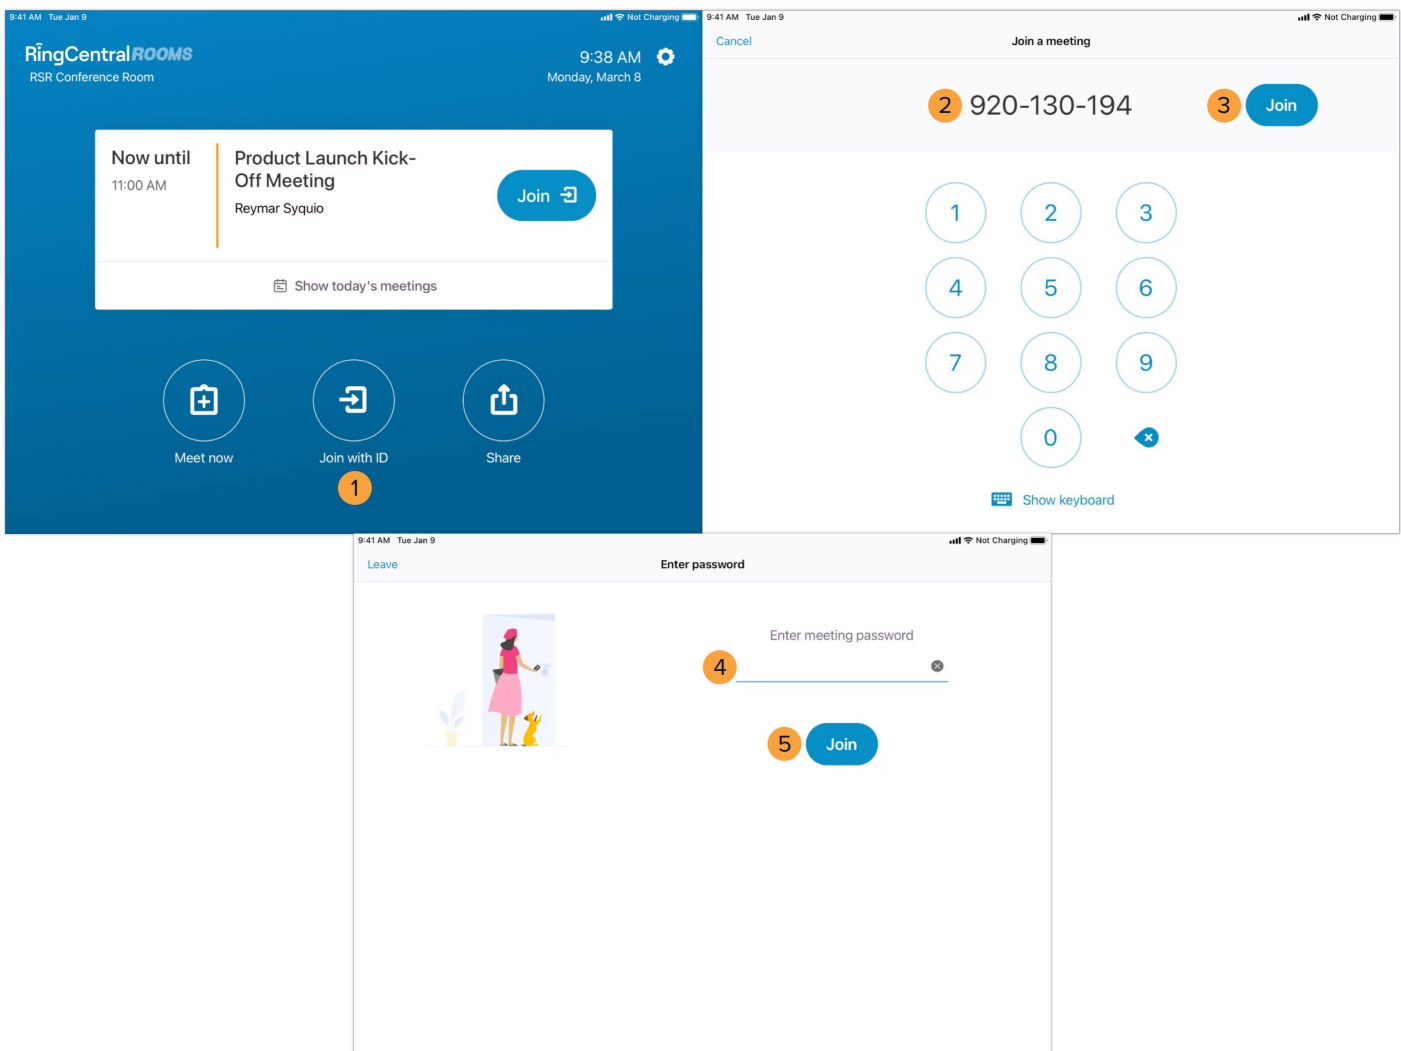 9:41 AM Tue Jan 9
Not Charging
RingCentral ROOMS
RSR Conference Room
9:38 AM
Monday, March 8
Now until
11:00 AM
Product Launch Kick-
Off Meeting
Reymar Syquio
Join
Show today's meetings
Meet now
Join with ID
Share
1
9:41 AM Tue Jan 9
Not Charging
Cancel
Join a meeting
2
920-130-194
3
Join
1 2 3
4 5 6
7 8 9
0
Show keyboard
9:41 AM Tue Jan 9
Not Charging
Leave
Enter password
Enter meeting password
4
5
Join